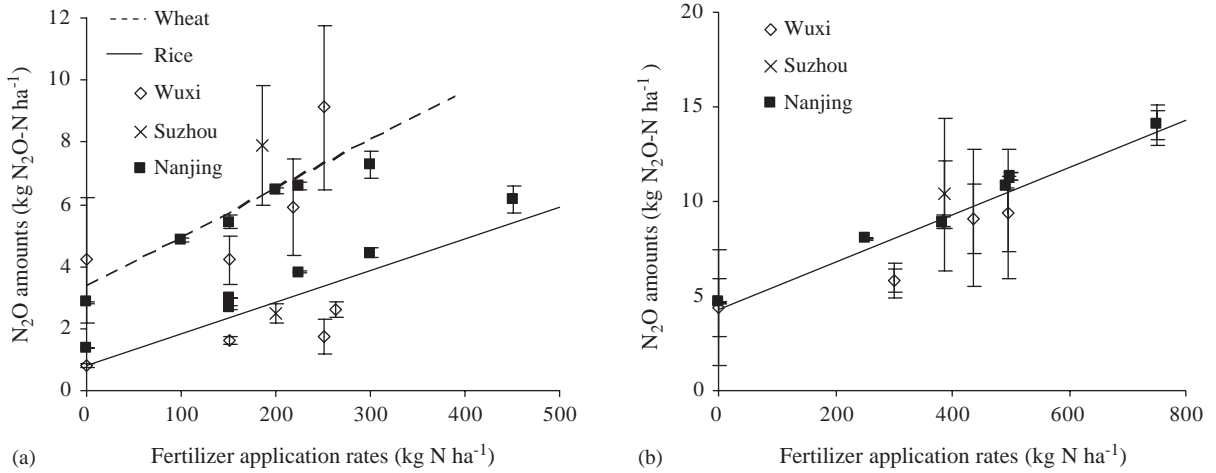 12
10
8
6
4
2
0
0
100
200
300
400
500
N₂O amounts (kg N₂O-N ha⁻¹)
Fertilizer application rates (kg N ha⁻¹)
Wheat
Rice
Wuxi
Suzhou
Nanjing
(a)
20
15
10
5
0
0
200
400
600
800
N₂O amounts (kg N₂O-N ha⁻¹)
Fertilizer application rates (kg N ha⁻¹)
Wuxi
Suzhou
Nanjing
(b)